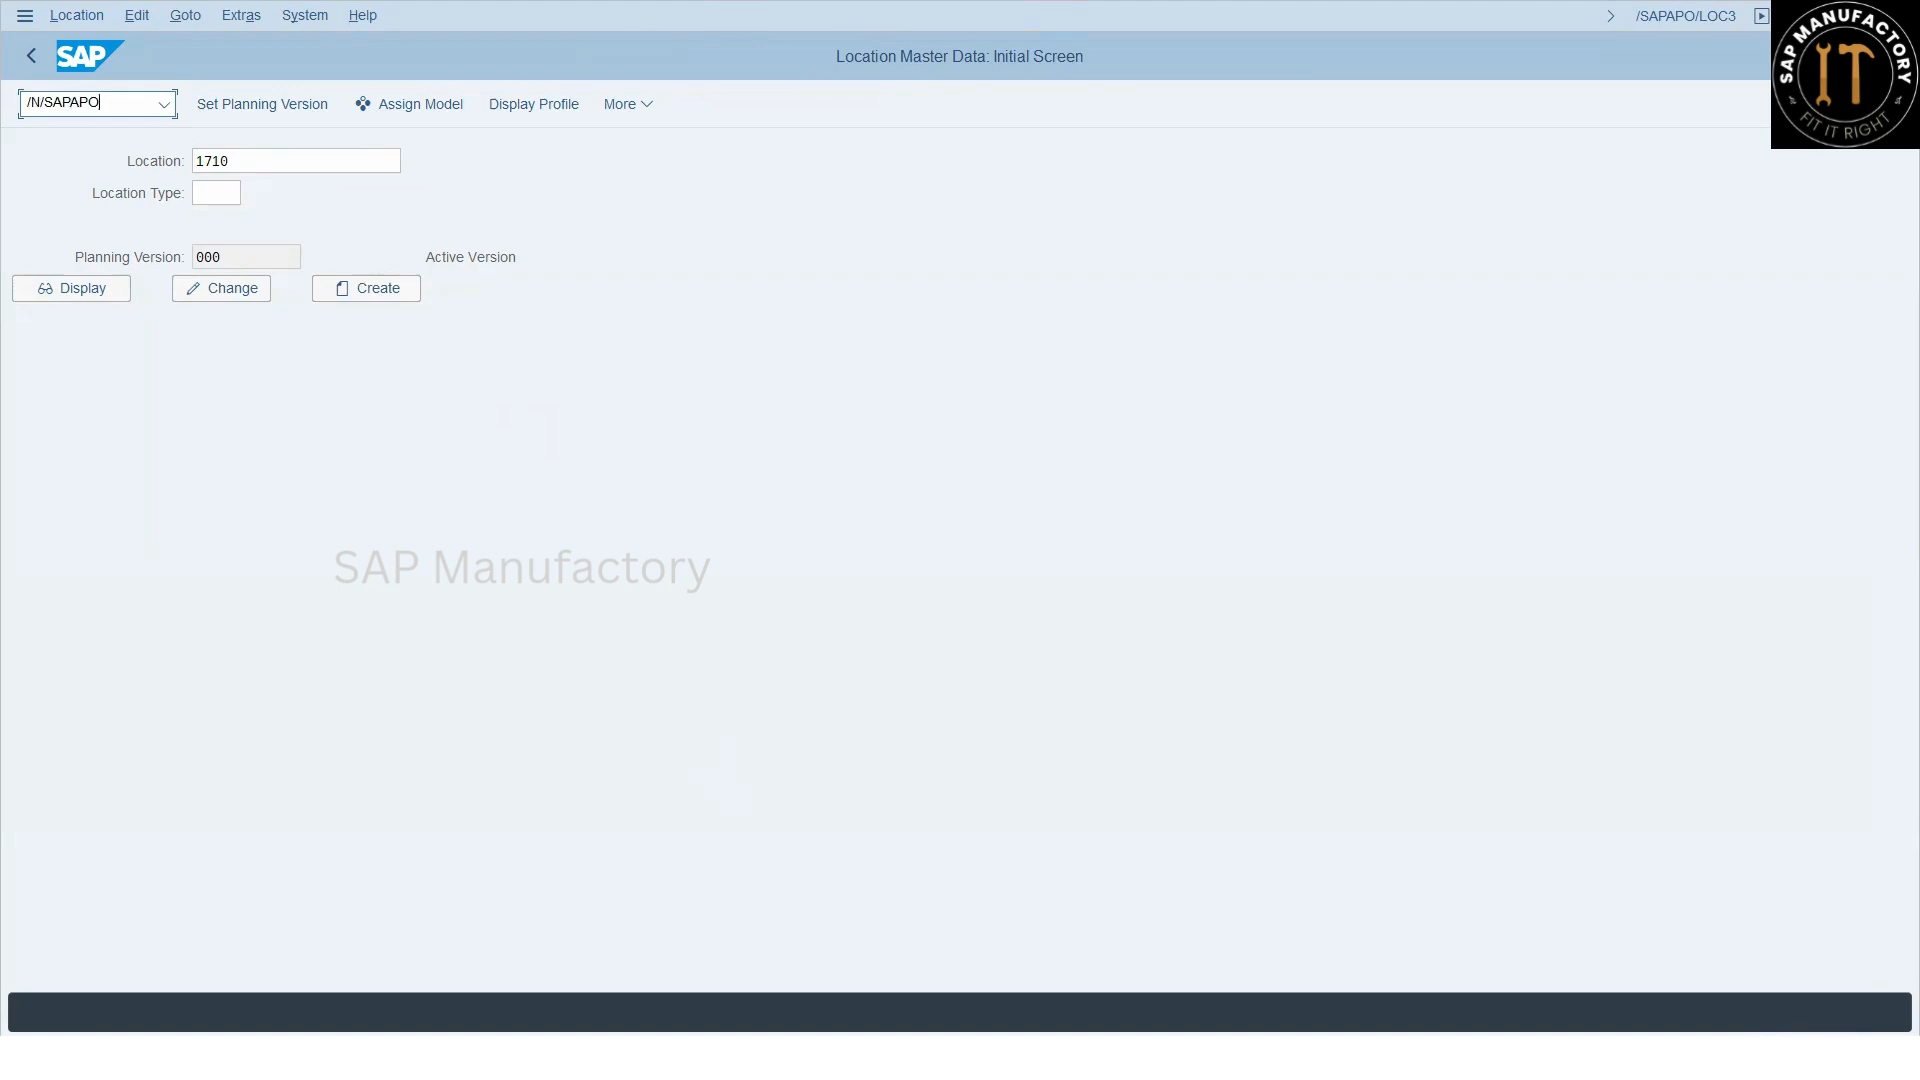 Location Edit Goto Extras System Help /SAPAPO/LOC3
SAP Location Master Data: Initial Screen
/N/SAPAPO Set Planning Version Assign Model Display Profile More
SAP MANUFACTORY
IT
FIT IT RIGHT
Location: 1710
Location Type:
Planning Version: 000 Active Version
Display Change Create
SAP Manufactory